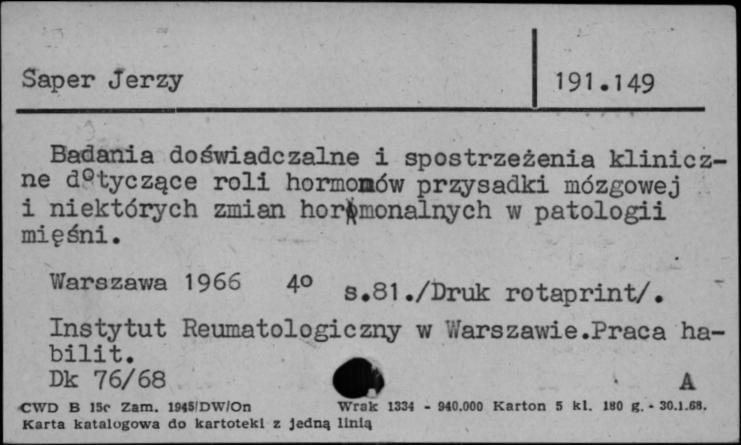 Saper Jerzy
191.149
Badania doświadczalne i spostrzeżenia klinicz-
ne dotyczące roli hormonów przysadki mózgowej
i niektórych zmian hormonalnych w patologii
mięśni.
Warszawa 1966 4° s.81./Druk rotaprint/.
Instytut Reumatologiczny w Warszawie.Praca ha-
bilit.
Dk 76/68
A
CWD B 15c Zam. 1945/DW/On Wrak 1334 - 940.000 Karton 5 kl. 180 g. - 30.1.68.
Karta katalogowa do kartoteki z jedną linią